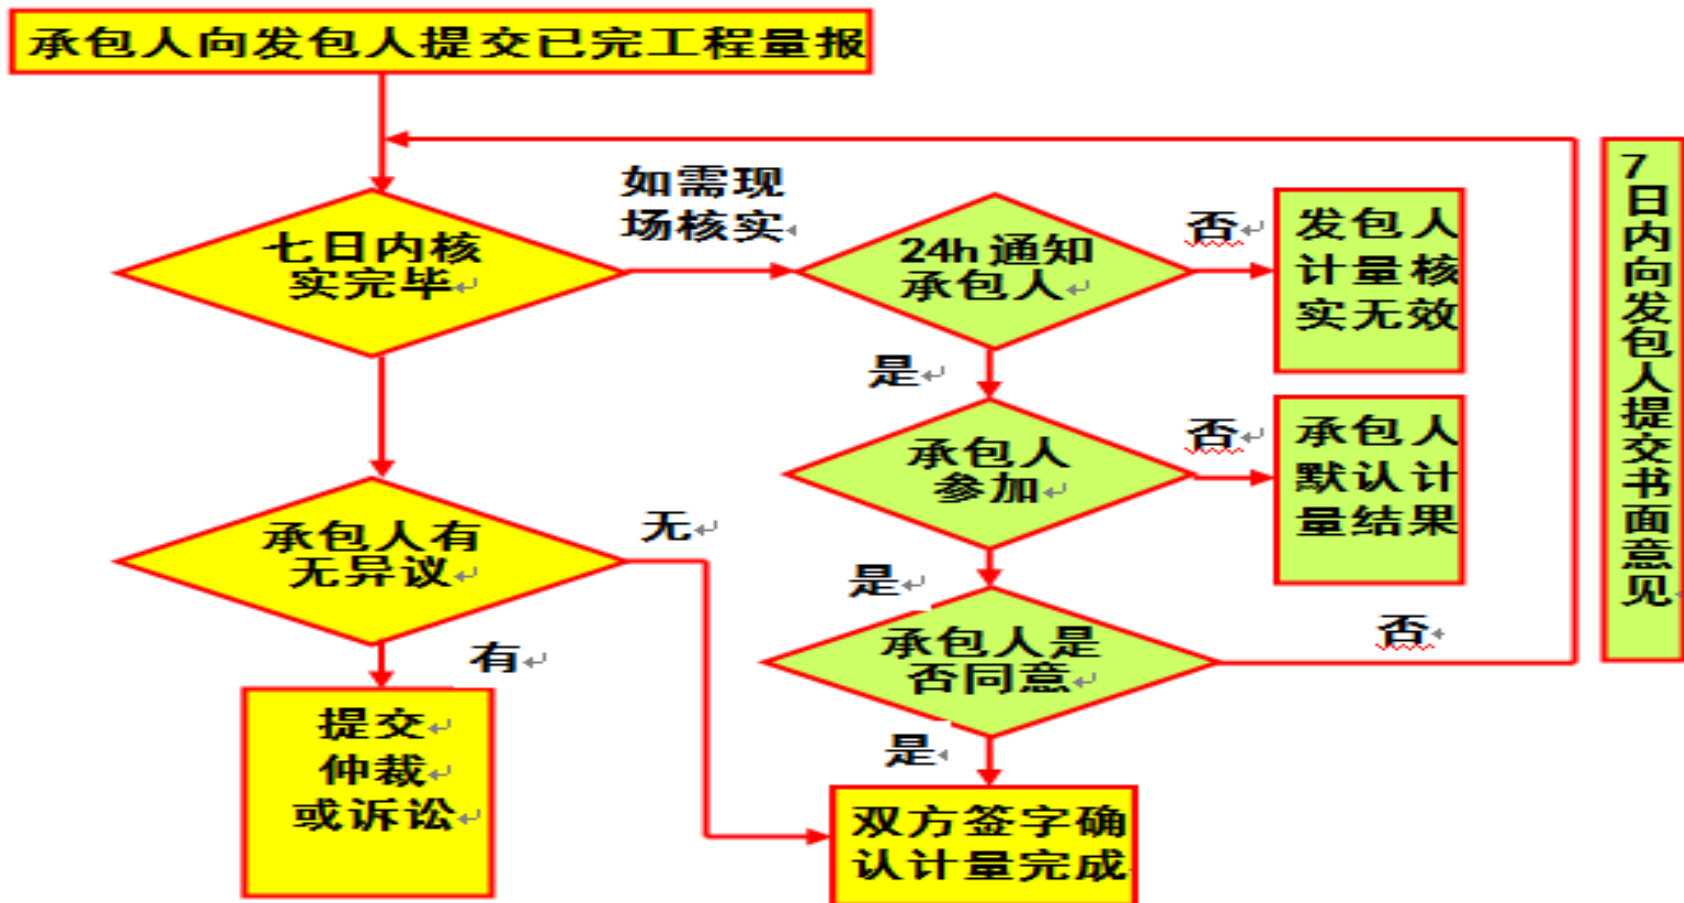 承包人向发包人提交已完工程量报
如需现
场核实
七日内核
实完毕
24h 通知
承包人
否
发包人
计量核
实无效
是
承包人
参加
否
承包人
默认计
量结果
承包人有
无异议
无
是
承包人是
否同意
否
7
日
内
向
发
包
人
提
交
书
面
意
见
有
提交
仲裁
或诉讼
是
双方签字确
认计量完成